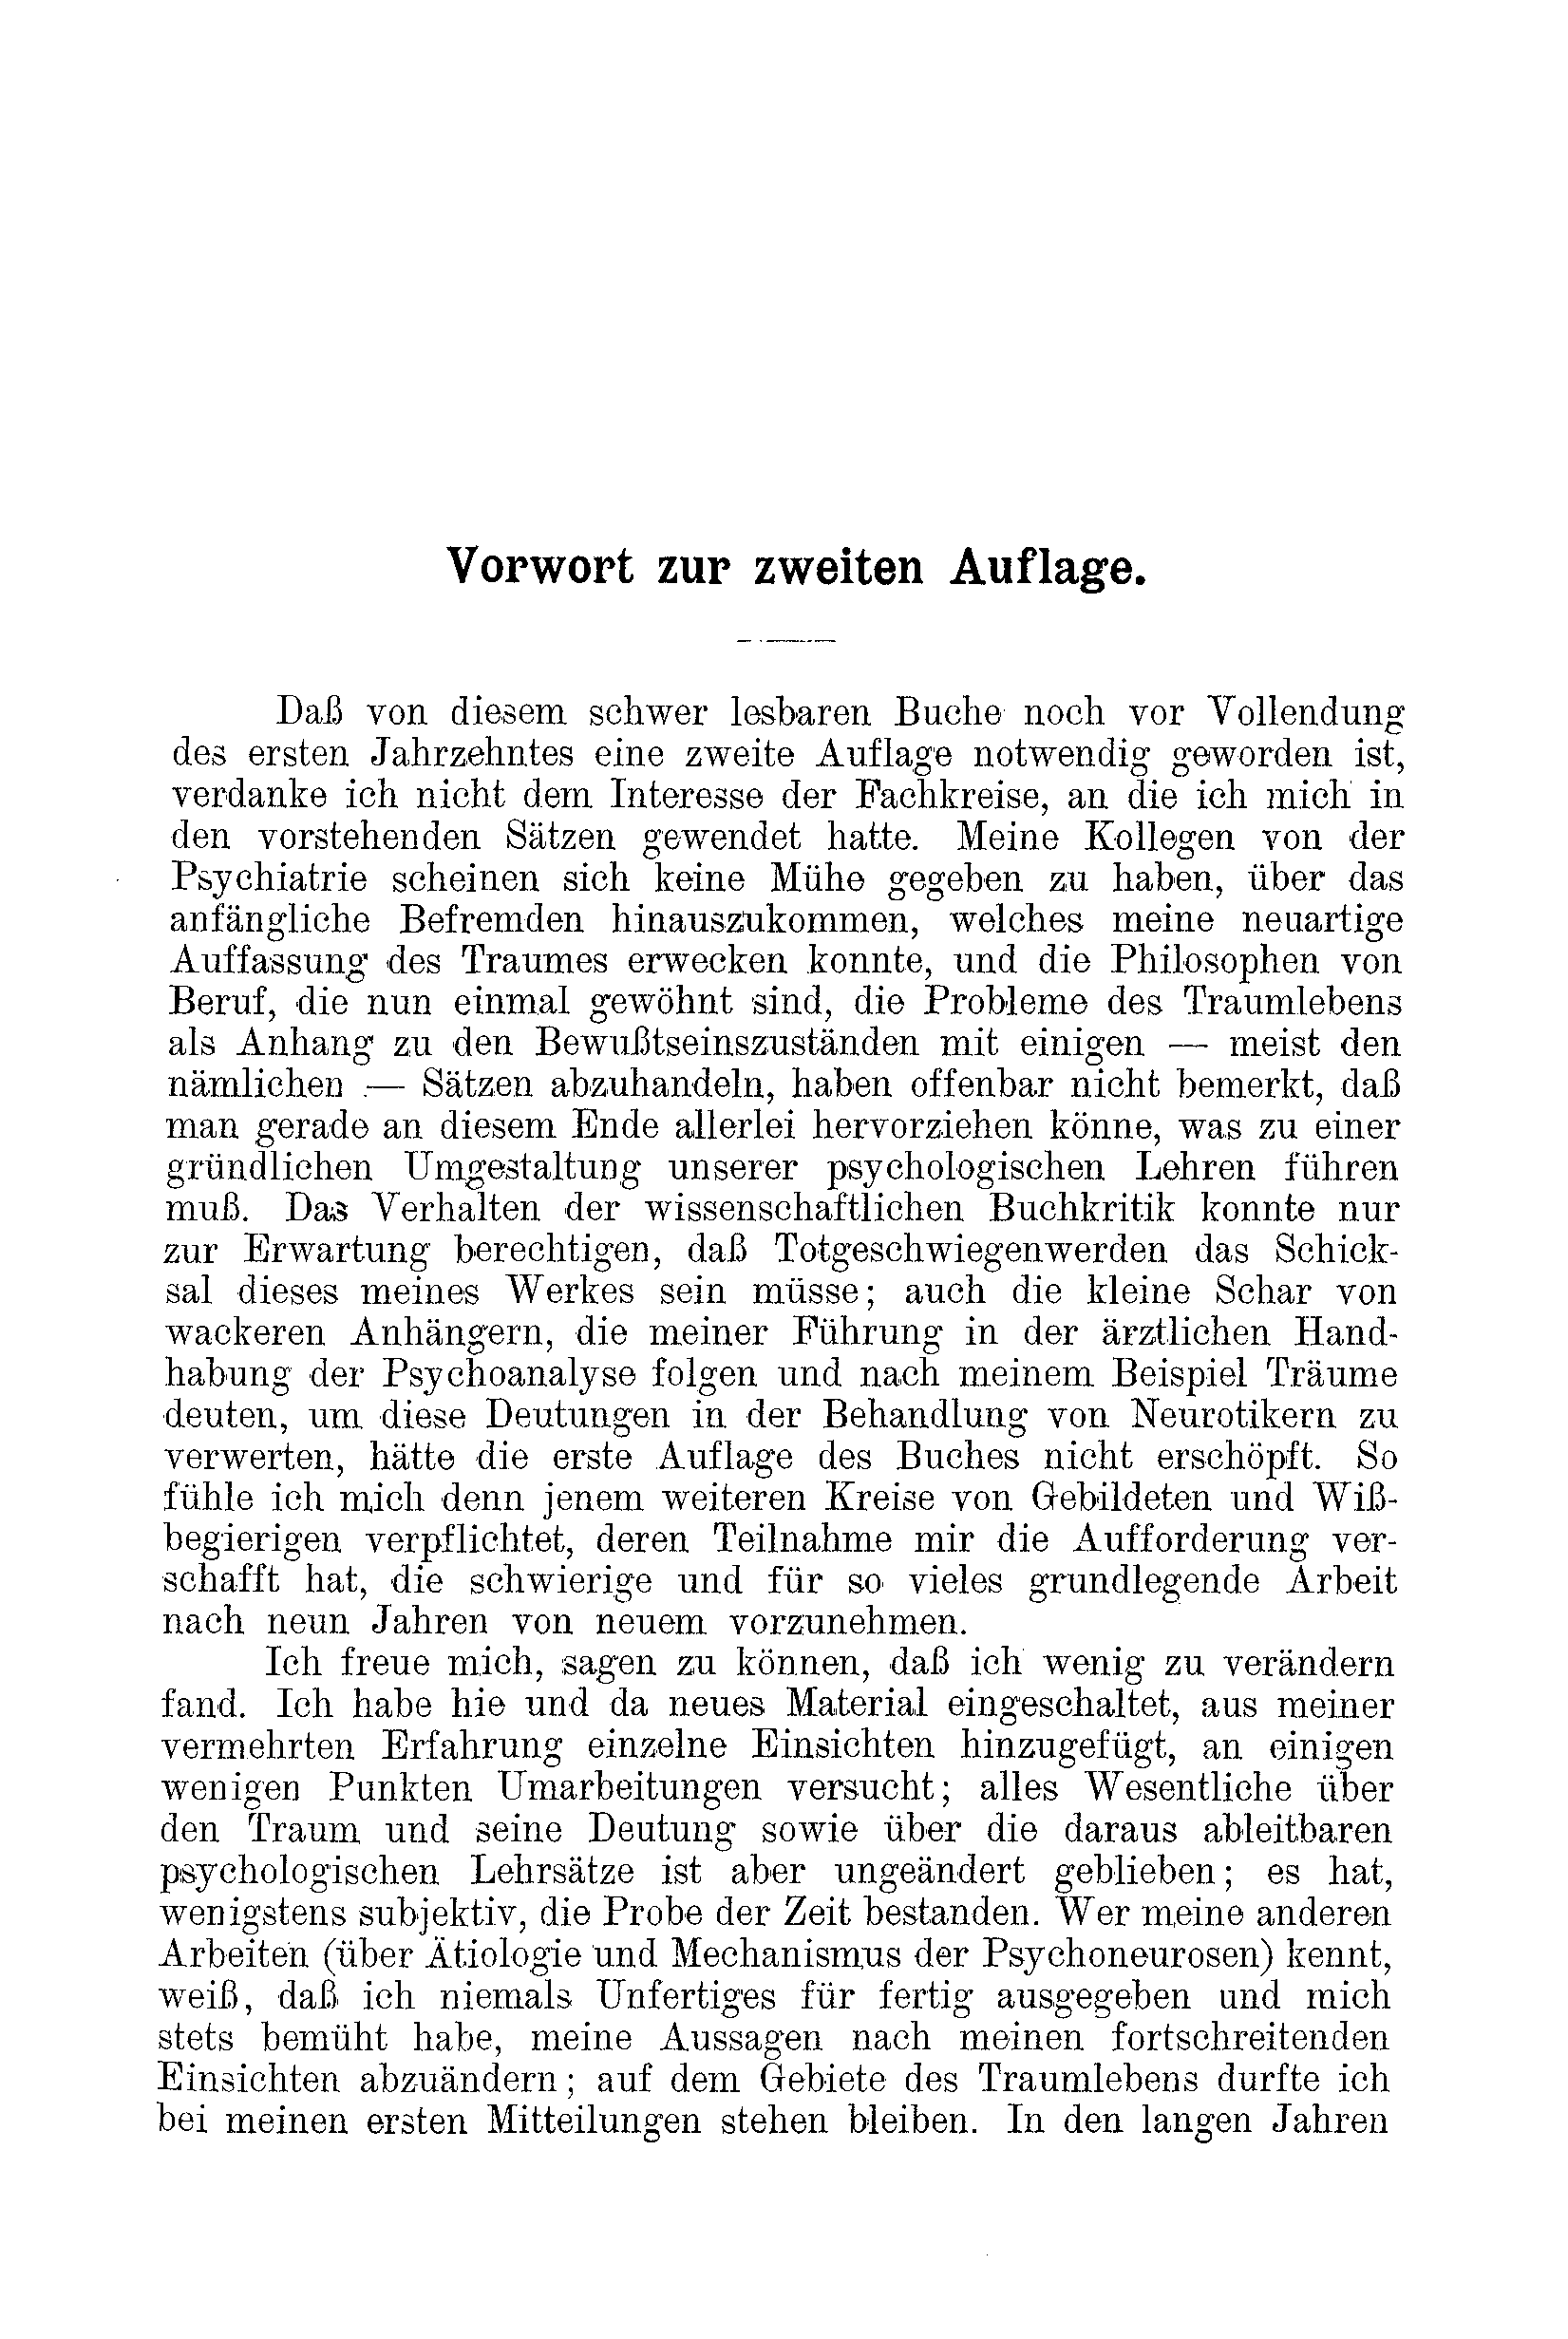 Vorwort zur zweiten Auflage.
Daß von diesem schwer lesbaren Buche noch vor Vollendung
des ersten Jahrzehntes eine zweite Auflage notwendig geworden ist,
verdanke ich nicht dem Interesse der Fachkreise, an die ich mich in
den vorstehenden Sätzen gewendet hatte. Meine Kollegen von der
Psychiatrie scheinen sich keine Mühe gegeben zu haben, über das
anfängliche Befremden hinauszukommen, welches meine neuartige
Auffassung des Traumes erwecken konnte, und die Philosophen von
Beruf, die nun einmal gewöhnt sind, die Probleme des Traumlebens
als Anhang zu den Bewußtseinszuständen mit einigen — meist den
nämlichen — Sätzen abzuhandeln, haben offenbar nicht bemerkt, daß
man gerade an diesem Ende allerlei hervorziehen könne, was zu einer
gründlichen Umgestaltung unserer psychologischen Lehren führen
muß. Das Verhalten der wissenschaftlichen Buchkritik konnte nur
zur Erwartung berechtigen, daß Totgeschwiegenwerden das Schick-
sal dieses meines Werkes sein müsse; auch die kleine Schar von
wackeren Anhängern, die meiner Führung in der ärztlichen Hand-
habung der Psychoanalyse folgen und nach meinem Beispiel Träume
deuten, um diese Deutungen in der Behandlung von Neurotikern zu
verwerten, hätte die erste Auflage des Buches nicht erschöpft. So
fühle ich mich denn jenem weiteren Kreise von Gebildeten und Wiß-
begierigen verpflichtet, deren Teilnahme mir die Aufforderung ver-
schafft hat, die schwierige und für so vieles grundlegende Arbeit
nach neun Jahren von neuem vorzunehmen.
Ich freue mich, sagen zu können, daß ich wenig zu verändern
fand. Ich habe hie und da neues Material eingeschaltet, aus meiner
vermehrten Erfahrung einzelne Einsichten hinzugefügt, an einigen
wenigen Punkten Umarbeitungen versucht; alles Wesentliche über
den Traum und seine Deutung sowie über die daraus ableitbaren
psychologischen Lehrsätze ist aber ungeändert geblieben; es hat,
wenigstens subjektiv, die Probe der Zeit bestanden. Wer meine anderen
Arbeiten (über Ätiologie und Mechanismus der Psychoneurosen) kennt,
weiß, daß ich niemals Unfertiges für fertig ausgegeben und mich
stets bemüht habe, meine Aussagen nach meinen fortschreitenden
Einsichten abzuändern; auf dem Gebiete des Traumlebens durfte ich
bei meinen ersten Mitteilungen stehen bleiben. In den langen Jahren